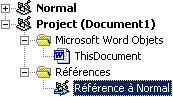 Normal
Project (Document1)
Microsoft Word Objets
ThisDocument
Références
Référence à Normal